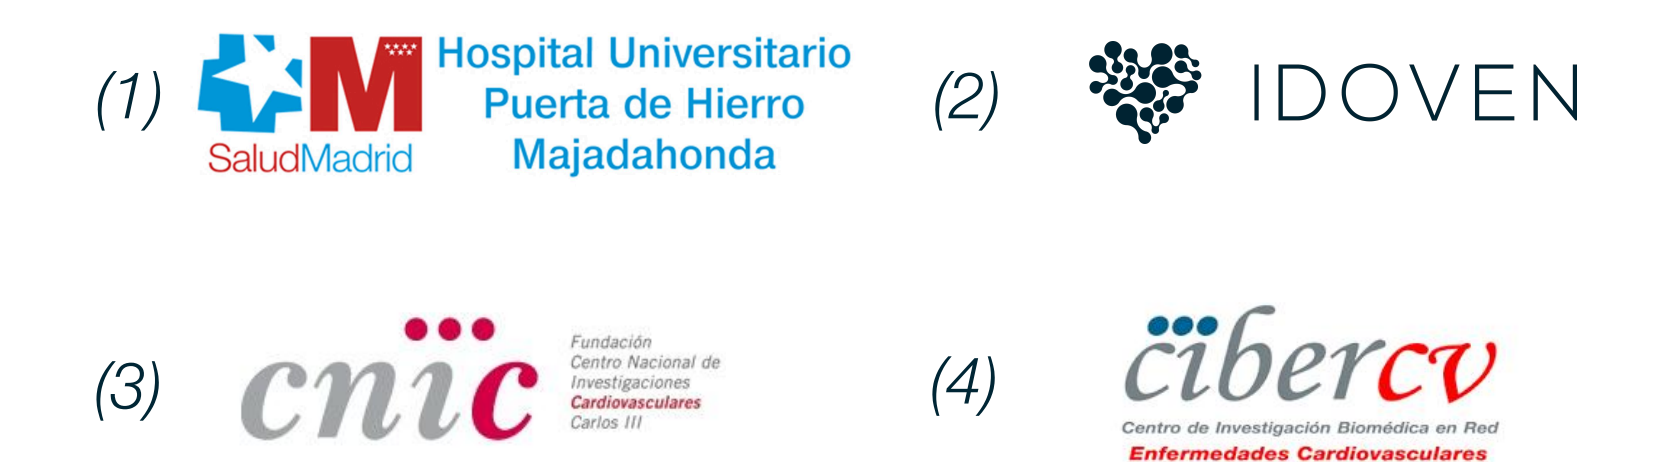 (1)
M
SaludMadrid
Hospital Universitario
Puerta de Hierro
Majadahonda
(2)
IDOVEN
(3)
cnic
Fundación
Centro Nacional de
Investigaciones
Cardiovasculares
Carlos III
(4)
cibercv
Centro de Investigación Biomédica en Red
Enfermedades Cardiovasculares